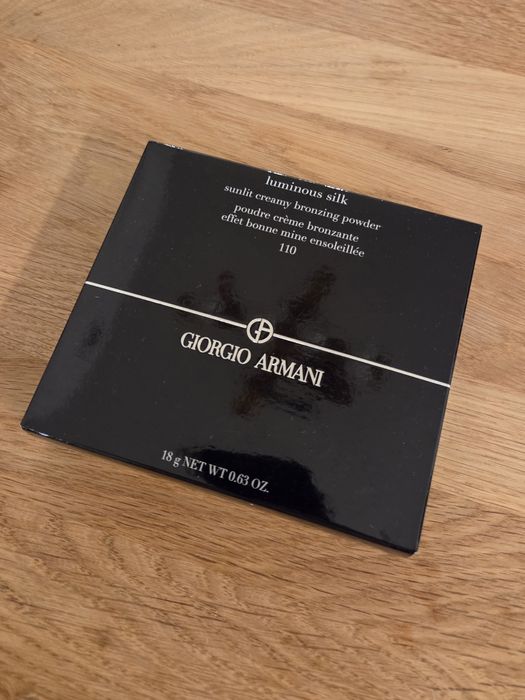 luminous silk
sunlit creamy bronzing powder
poudre crème bronzante
effet bonne mine ensoleillée
110
GIORGIO ARMANI
18 g NET WT 0.63 OZ.